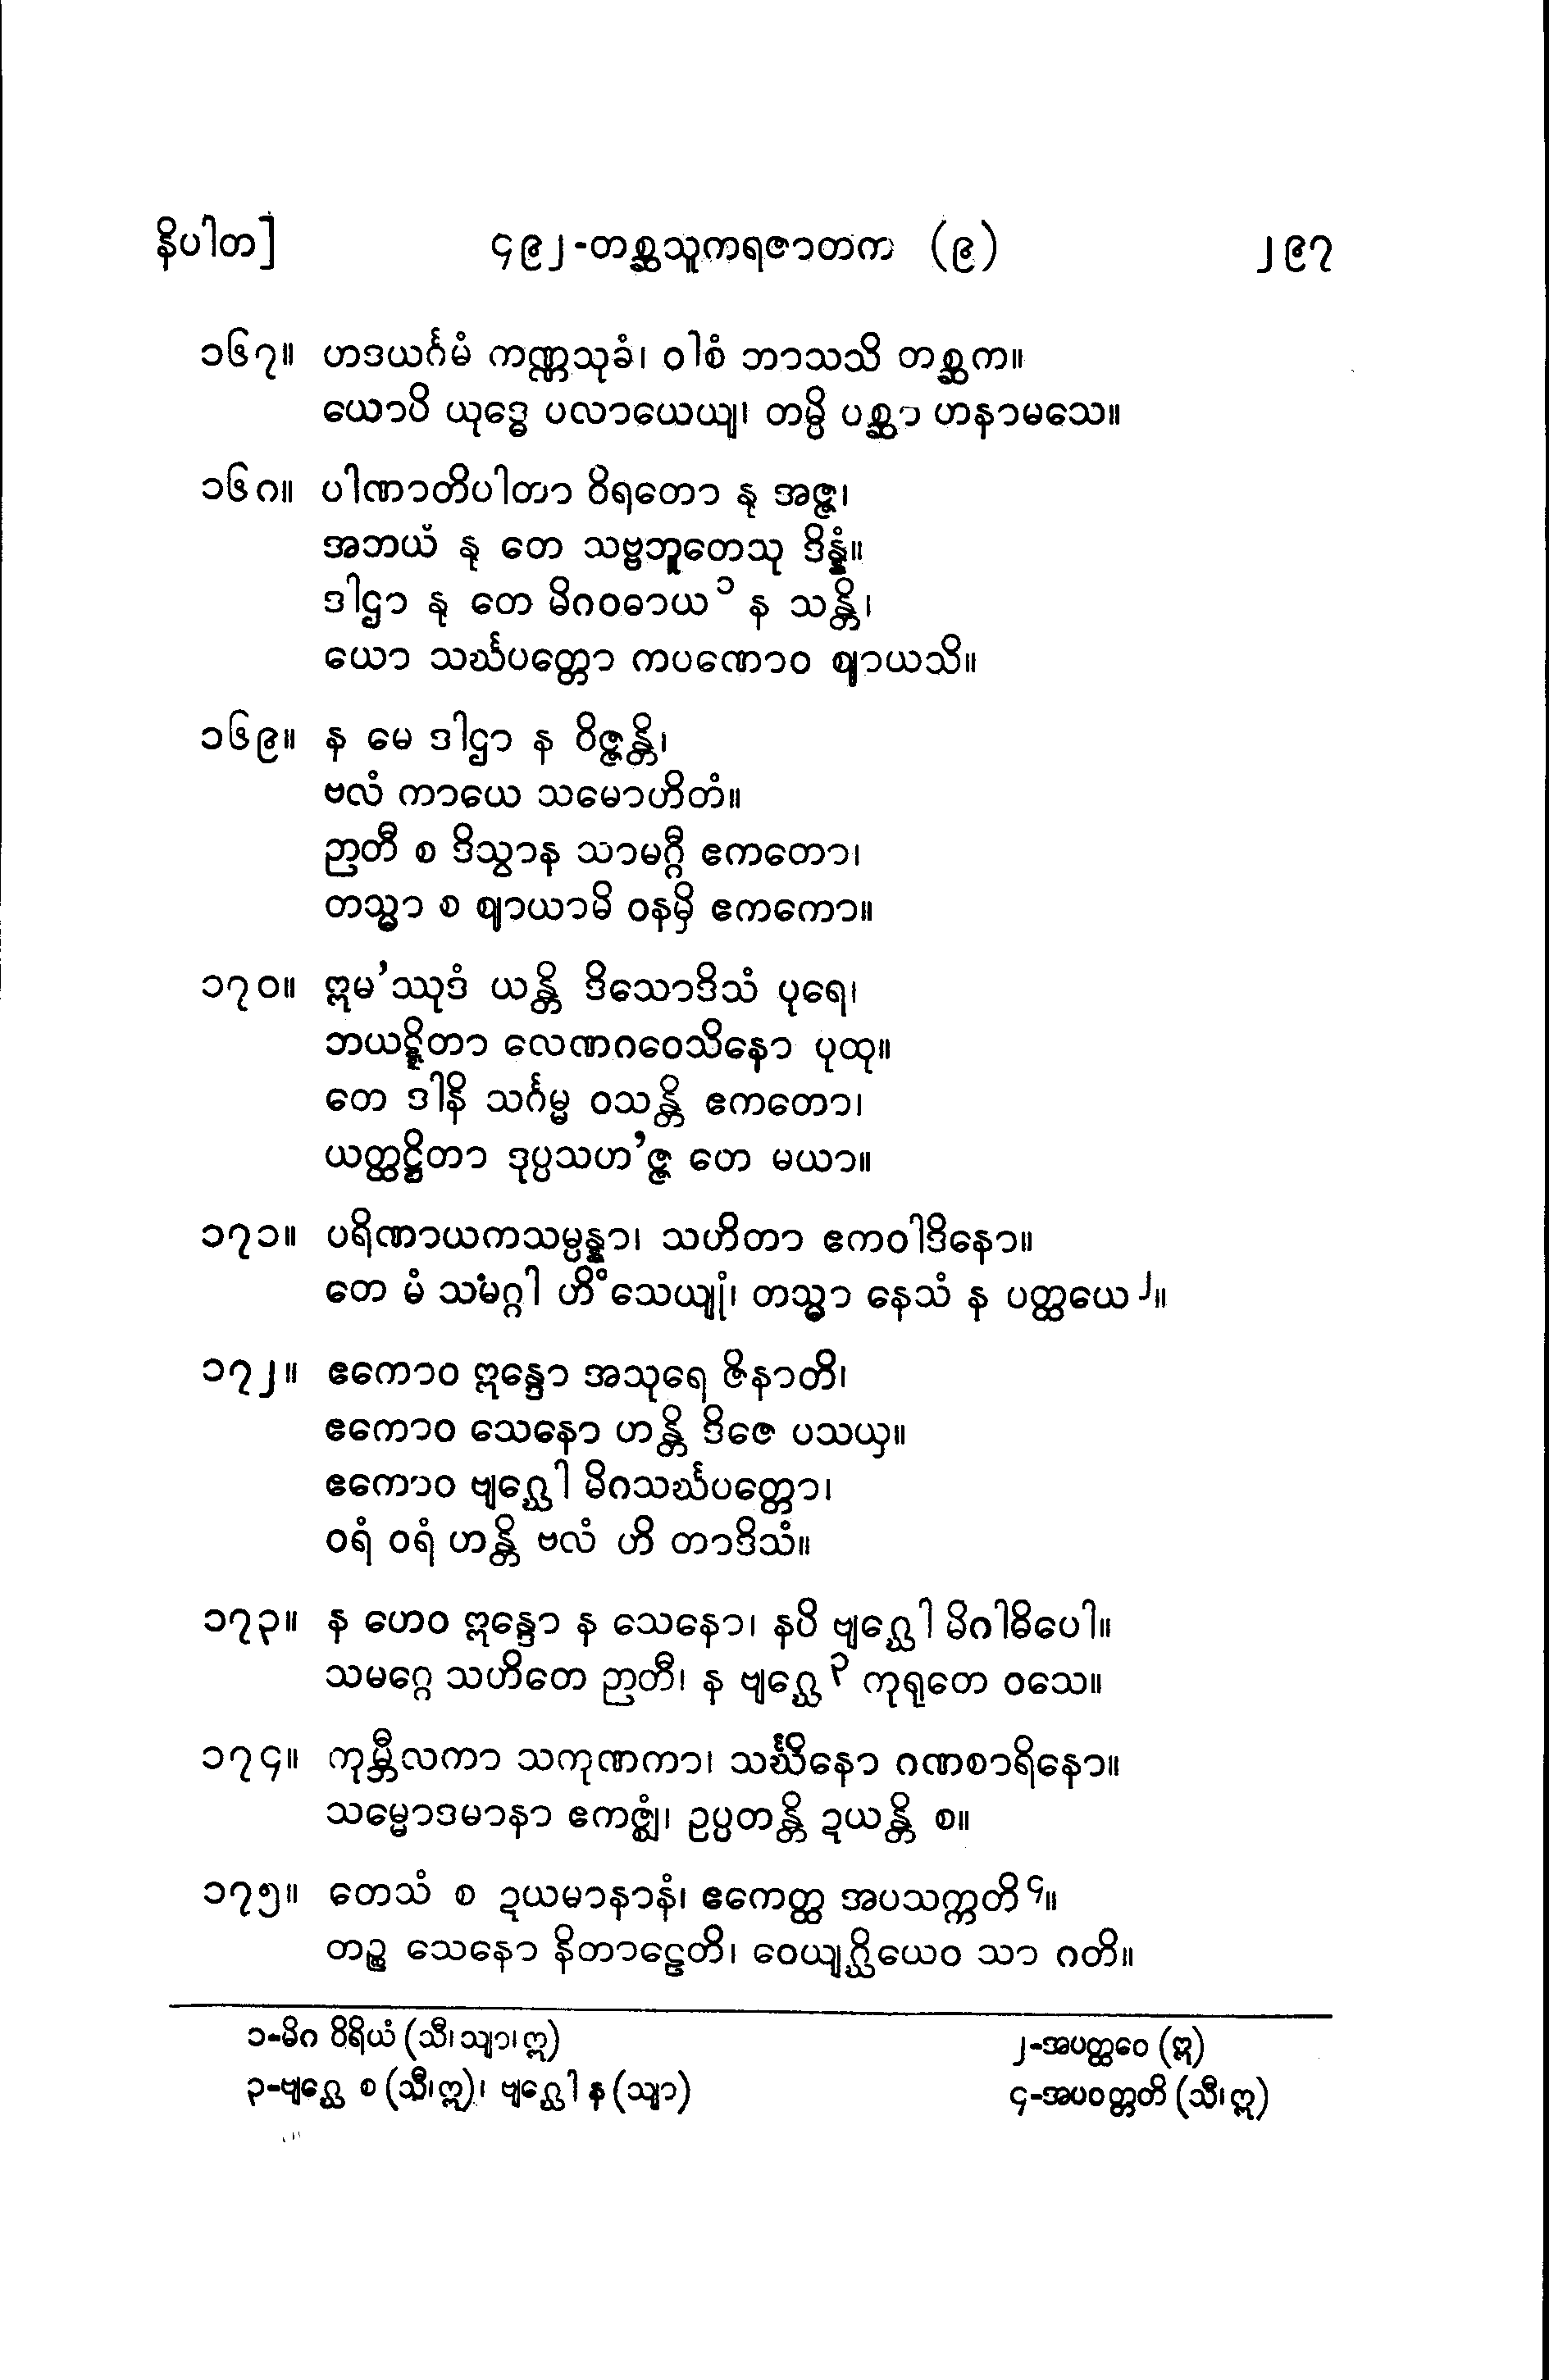 နိပါတ] ၄၉၂-တစ္ဆသူကရဇာတက (၉) ၂၉၇
၁၆၇။ ဟဒယင်္ဂမံ ကဏ္ဏသုခံ၊ ဝါစံ ဘာသသိ တစ္ဆက။
ယောပိ ယုဒ္ဓေ ပလာယေယျ၊ တမ္ပိ ပစ္ဆာ ဟနာမသေ။
၁၆၈။ ပါဏာတိပါတာ ဝိရတော နု အဇ္ဇ၊
အဘယံ နု တေ သဗ္ဗဘူတေသု ဒိန္နံ။
ဒါဌာ နု တေ မိဂဝဓာယ ၁ န သန္တိ၊
ယော သင်္ဃပတ္တော ကပဏောဝ ဈာယသိ။
၁၆၉။ န မေ ဒါဌာ န ဝိဇ္ဇန္တိ၊
ဗလံ ကာယေ သမောဟိတံ။
ဉာတီ စ ဒိသွာန သာမဂ္ဂီ ဧကတော၊
တသ္မာ စ ဈာယာမိ ဝနမှိ ဧကကော။
၁၇၀။ ဣမ’ဿုဒံ ယန္တိ ဒိသောဒိသံ ပုရေ၊
ဘယဋ္ဋိတာ လေဏဂဝေသိနော ပုထု။
တေ ဒါနိ သင်္ဂမ္မ ဝသန္တိ ဧကတော၊
ယတ္ထဋ္ဌိတာ ဒုပ္ပသဟ’ဇ္ဇ တေ မယာ။
၁၇၁။ ပရိဏာယကသမ္ပန္နာ၊ သဟိတာ ဧကဝါဒိနော။
တေ မံ သမဂ္ဂါ ဟိံသေယျုံ၊ တသ္မာ နေသံ န ပတ္ထယေ ၂။
၁၇၂။ ဧကောဝ ဣန္ဒော အသုရေ ဇိနာတိ၊
ဧကောဝ သေနော ဟန္တိ ဒိဇေ ပသယှ။
ဧကောဝ ဗျဂ္ဃေါ မိဂသင်္ဃပတ္တော၊
ဝရံ ဝရံ ဟန္တိ ဗလံ ဟိ တာဒိသံ။
၁၇၃။ န ဟေဝ ဣန္ဒော န သေနော၊ နပိ ဗျဂ္ဃေါ မိဂါဓိပေါ။
သမဂ္ဂေ သဟိတေ ဉာတီ၊ န ဗျဂ္ဃေ ၃ ကုရုတေ ဝသေ။
၁၇၄။ ကုမ္ဘီလကာ သကုဏကာ၊ သင်္ဃိနော ဂဏစာရိနော။
သမ္မောဒမာနာ ဧကဇ္ဈံ၊ ဥပ္ပတန္တိ ဍယန္တိ စ။
၁၇၅။ တေသံ စ ဍယမာနာနံ၊ ဧကေတ္ထ အပသက္ကတိ ၄။
တဉ္စ သေနော နိတာဠေတိ၊ ဝေယျဂ္ဃိယေဝ သာ ဂတိ။
၁-မိဂ ဝိရိယံ (သီ၊သျာ၊ဣ) ၂-အပတ္ထဝေ (ဣ)
၃-ဗျဂ္ဃေ စ (သီ၊ဣ)၊ ဗျဂ္ဃေါ န (သျာ) ၄-အပဝတ္တတိ (သီ၊ဣ)